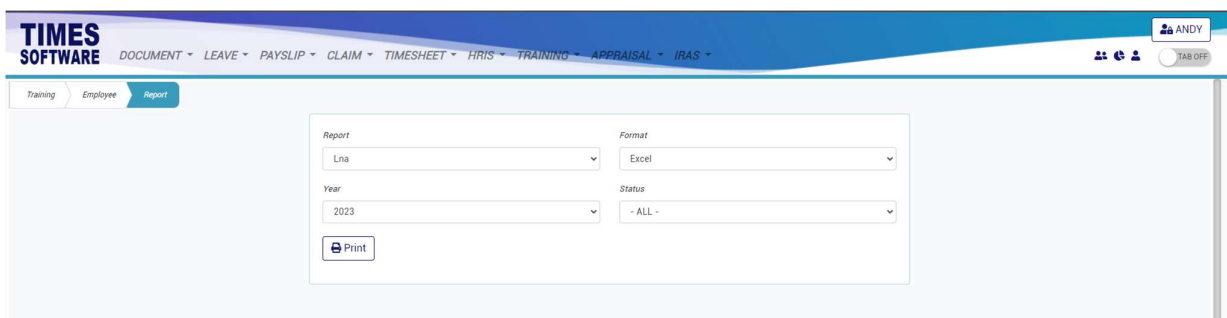 TIMES
SOFTWARE
DOCUMENT LEAVE PAYSLIP CLAIM TIMESHEET HRIS TRAINING APPRAISAL IRAS
ANDY
TAB OFF
Training Employee Report
Report Format
Lna Excel
Year Status
2023 - ALL -
Print